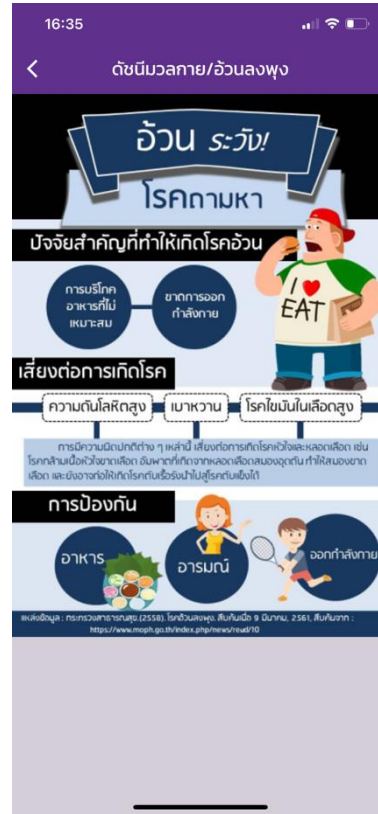 16:35
ดัชนีมวลกาย/อ้วนลงพุง
อ้วน ระวัง!
โรคถามหา
ปัจจัยสำคัญที่ทำให้เกิดโรคอ้วน
การบริโภค
อาหารที่ไม่
เหมาะสม
ขาดการออก
กำลังกาย
I ♥
EAT
เสี่ยงต่อการเกิดโรค
ความดันโลหิตสูง
เบาหวาน
โรคไขมันในเลือดสูง
การมีความผิดปกติต่าง ๆ เหล่านี้ เสี่ยงต่อการเกิดโรคหัวใจและหลอดเลือด เช่น
โรคกล้ามเนื้อหัวใจขาดเลือด อัมพาตที่เกิดจากหลอดเลือดสมองอุดตัน ทำให้สมองขาด
เลือด และยังอาจก่อให้เกิดโรคตับเรื้อรังนำไปสู่โรคตับแข็งได้
การป้องกัน
อาหาร
อารมณ์
ออกกำลังกาย
แหล่งข้อมูล : กระทรวงสาธารณสุข.(2558). โรคอ้วนลงพุง. สืบค้นเมื่อ 9 มีนาคม, 2561, สืบค้นจาก :
https://www.moph.go.th/index.php/news/read/10